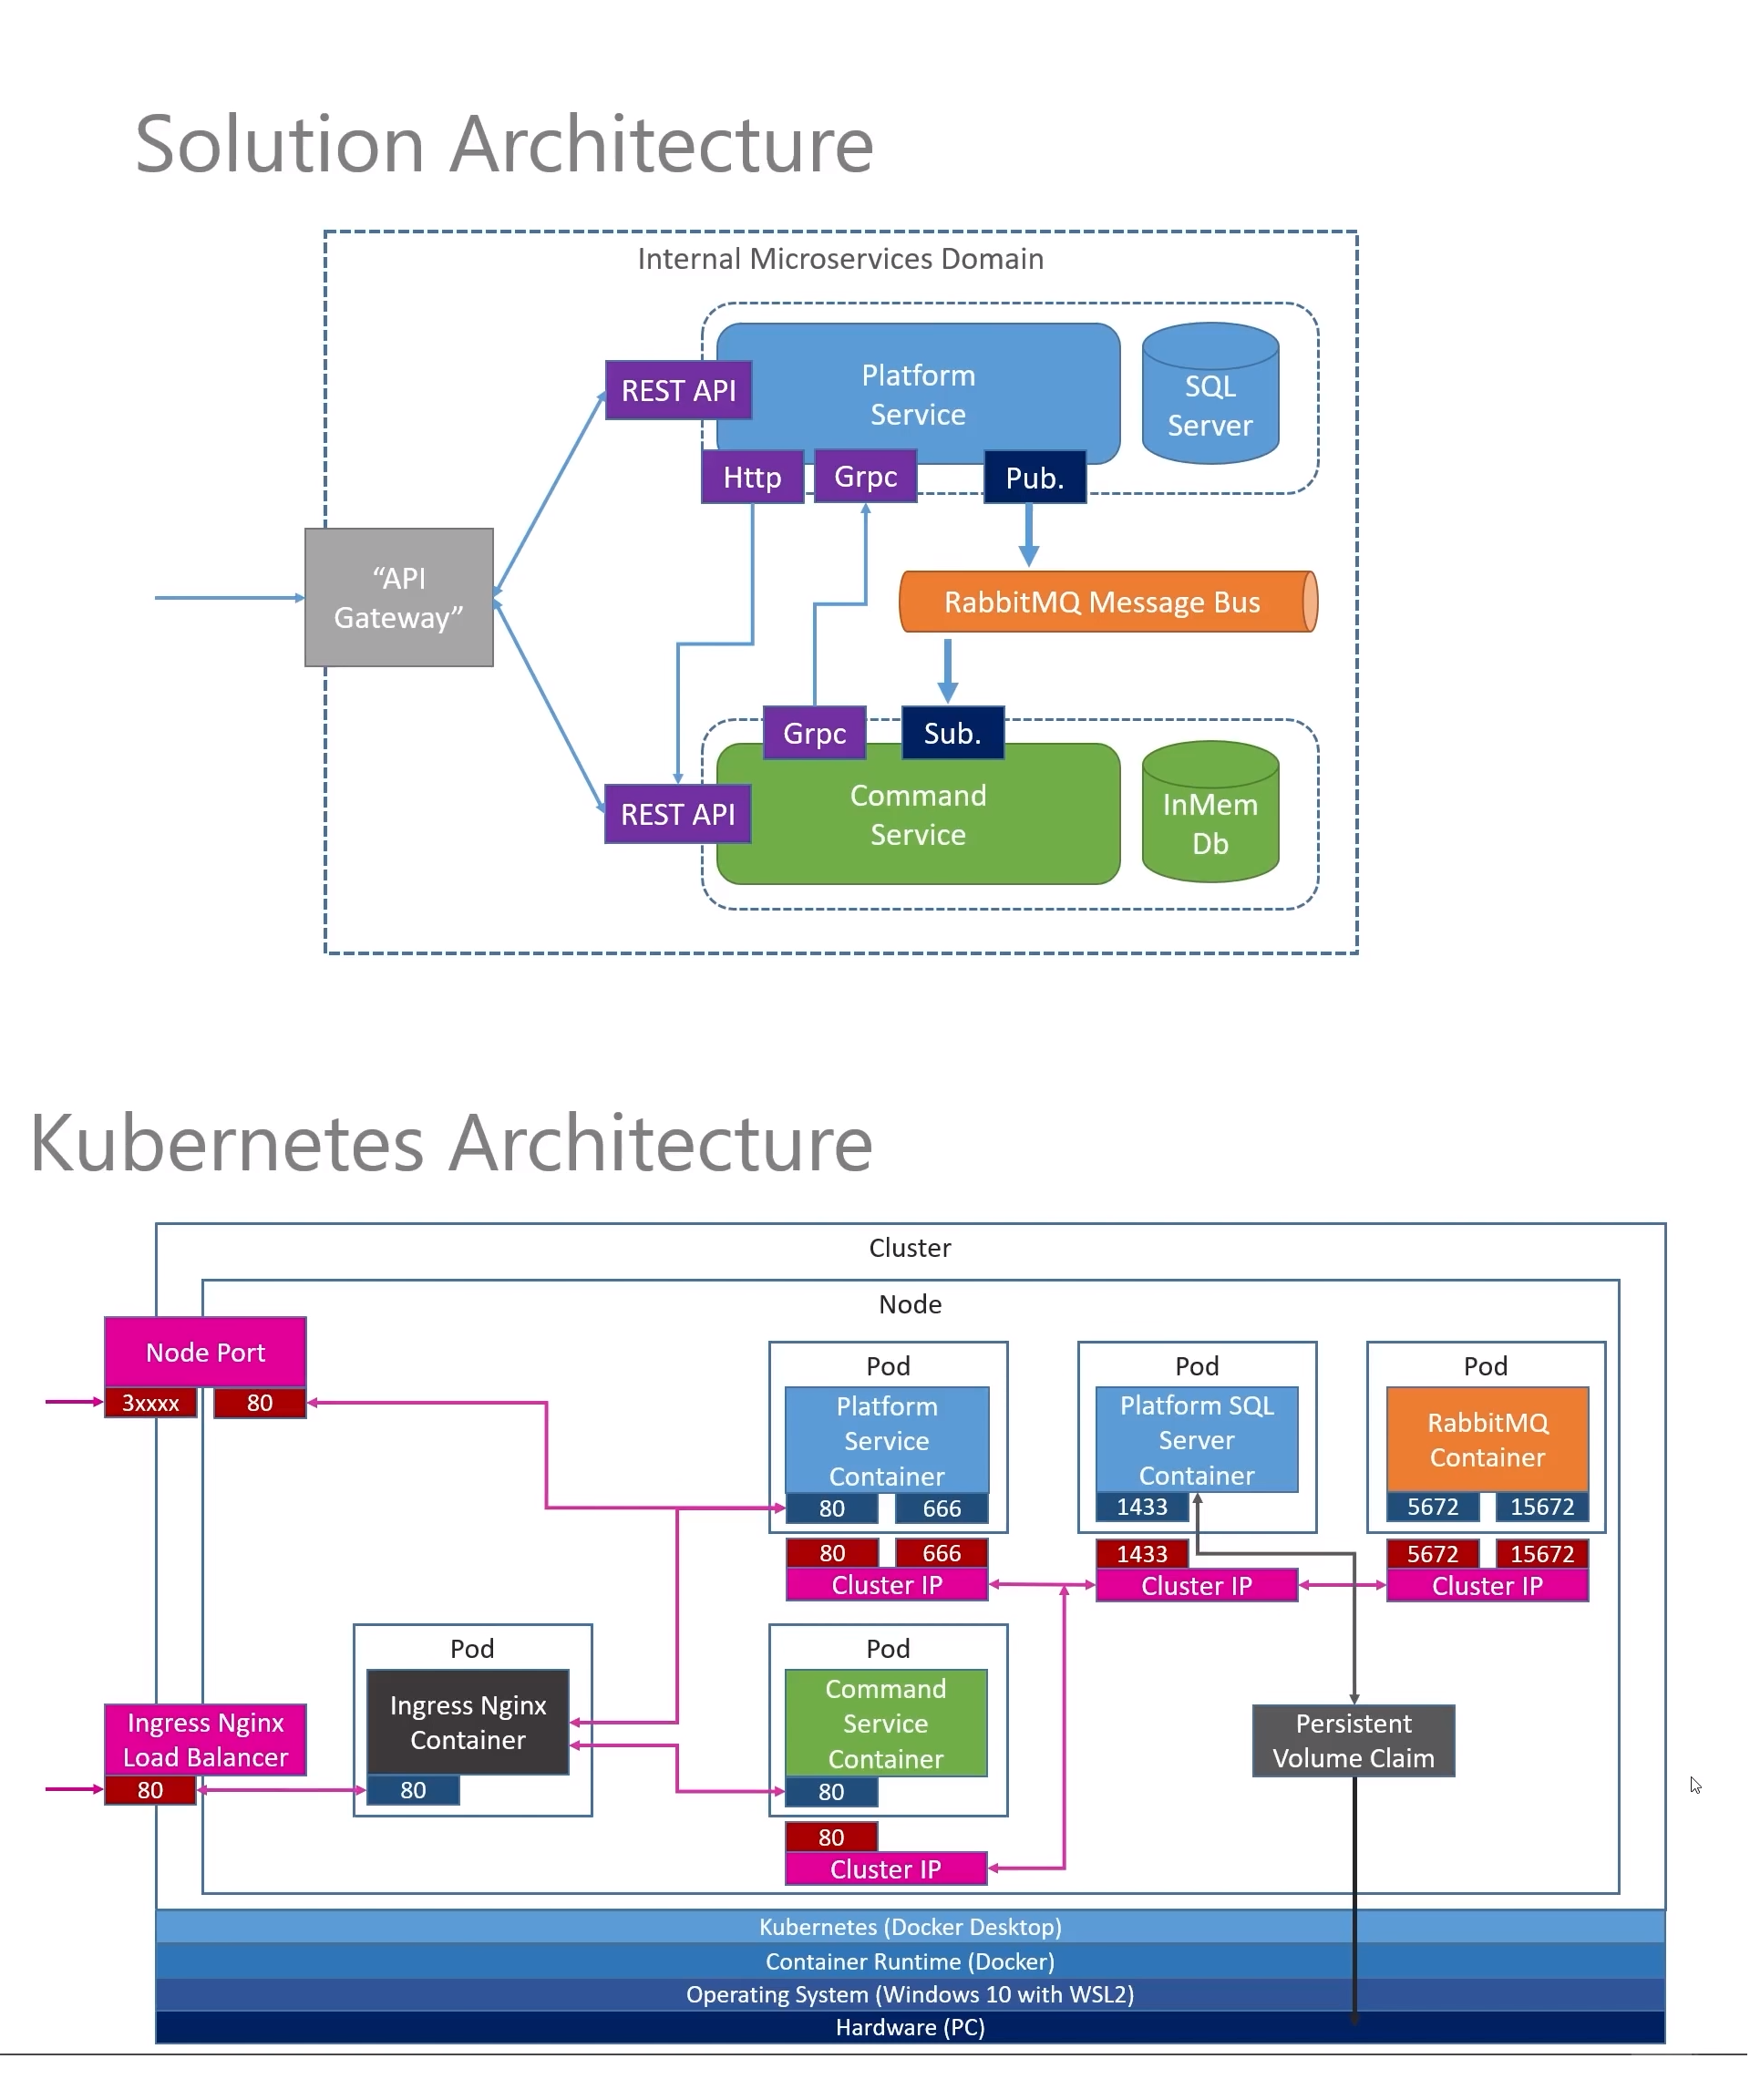 Solution Architecture
Internal Microservices Domain
Platform
Service
SQL
Server
REST API
Http
Grpc
Pub.
“API
Gateway”
RabbitMQ Message Bus
Grpc
Sub.
REST API
Command
Service
InMem
Db
Kubernetes Architecture
Cluster
Node
Node Port
3xxxx
80
Pod
Platform
Service
Container
80
666
80
666
Cluster IP
Pod
Platform SQL
Server
Container
1433
1433
Cluster IP
Pod
RabbitMQ
Container
5672
15672
5672
15672
Cluster IP
Ingress Nginx
Load Balancer
80
Pod
Ingress Nginx
Container
80
Pod
Command
Service
Container
80
80
Cluster IP
Persistent
Volume Claim
Kubernetes (Docker Desktop)
Container Runtime (Docker)
Operating System (Windows 10 with WSL2)
Hardware (PC)